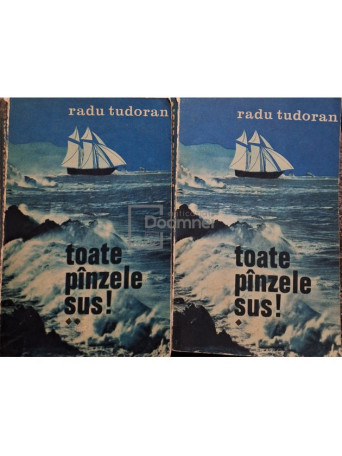 radu tudoran
toate
pînzele
sus!
radu tudoran
toate
pînzele
sus!